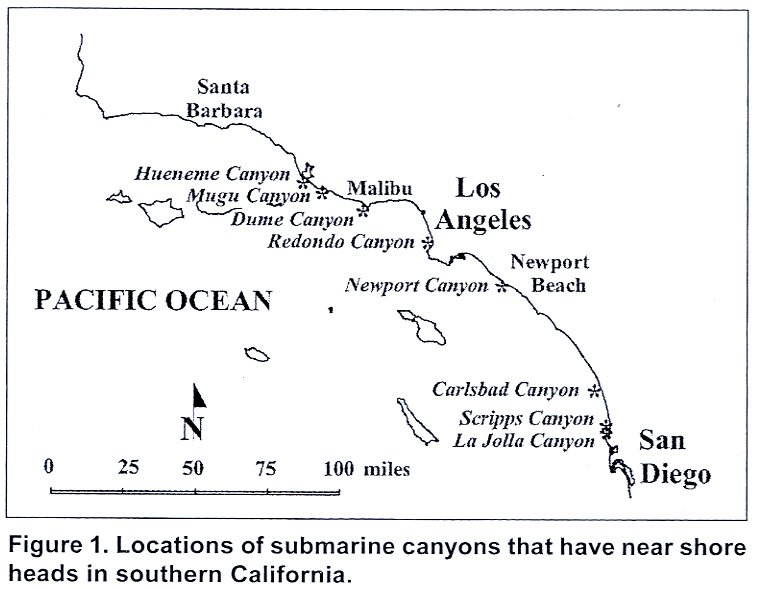 Santa
Barbara
Hueneme Canyon
Mugu Canyon
Malibu
Los
Angeles
Dume Canyon
Redondo Canyon
Newport
Beach
Newport Canyon
PACIFIC OCEAN
Carlsbad Canyon
Scripps Canyon
La Jolla Canyon
San
Diego
N
0 25 50 75 100 miles
Figure 1. Locations of submarine canyons that have near shore
heads in southern California.